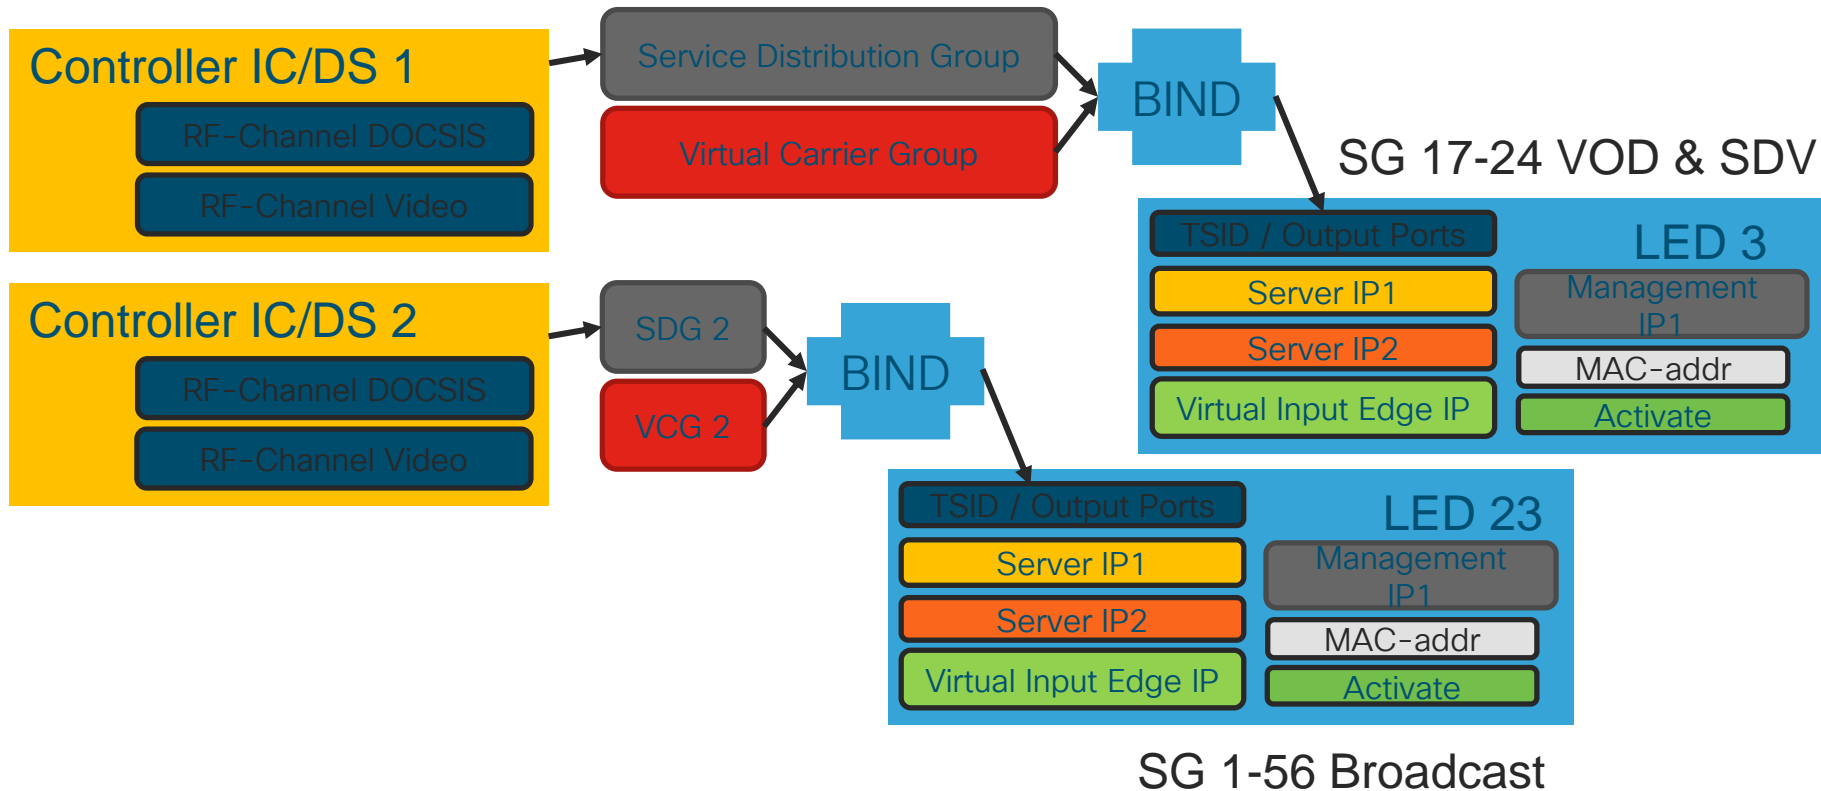 Controller IC/DS 1
RF-Channel DOCSIS
RF-Channel Video
Service Distribution Group
Virtual Carrier Group
BIND
SG 17-24 VOD & SDV
TSID / Output Ports
LED 3
Server IP1
Management
IP1
Server IP2
MAC-addr
Virtual Input Edge IP
Activate
Controller IC/DS 2
RF-Channel DOCSIS
RF-Channel Video
SDG 2
VCG 2
BIND
TSID / Output Ports
LED 23
Server IP1
Management
IP1
Server IP2
MAC-addr
Virtual Input Edge IP
Activate
SG 1-56 Broadcast